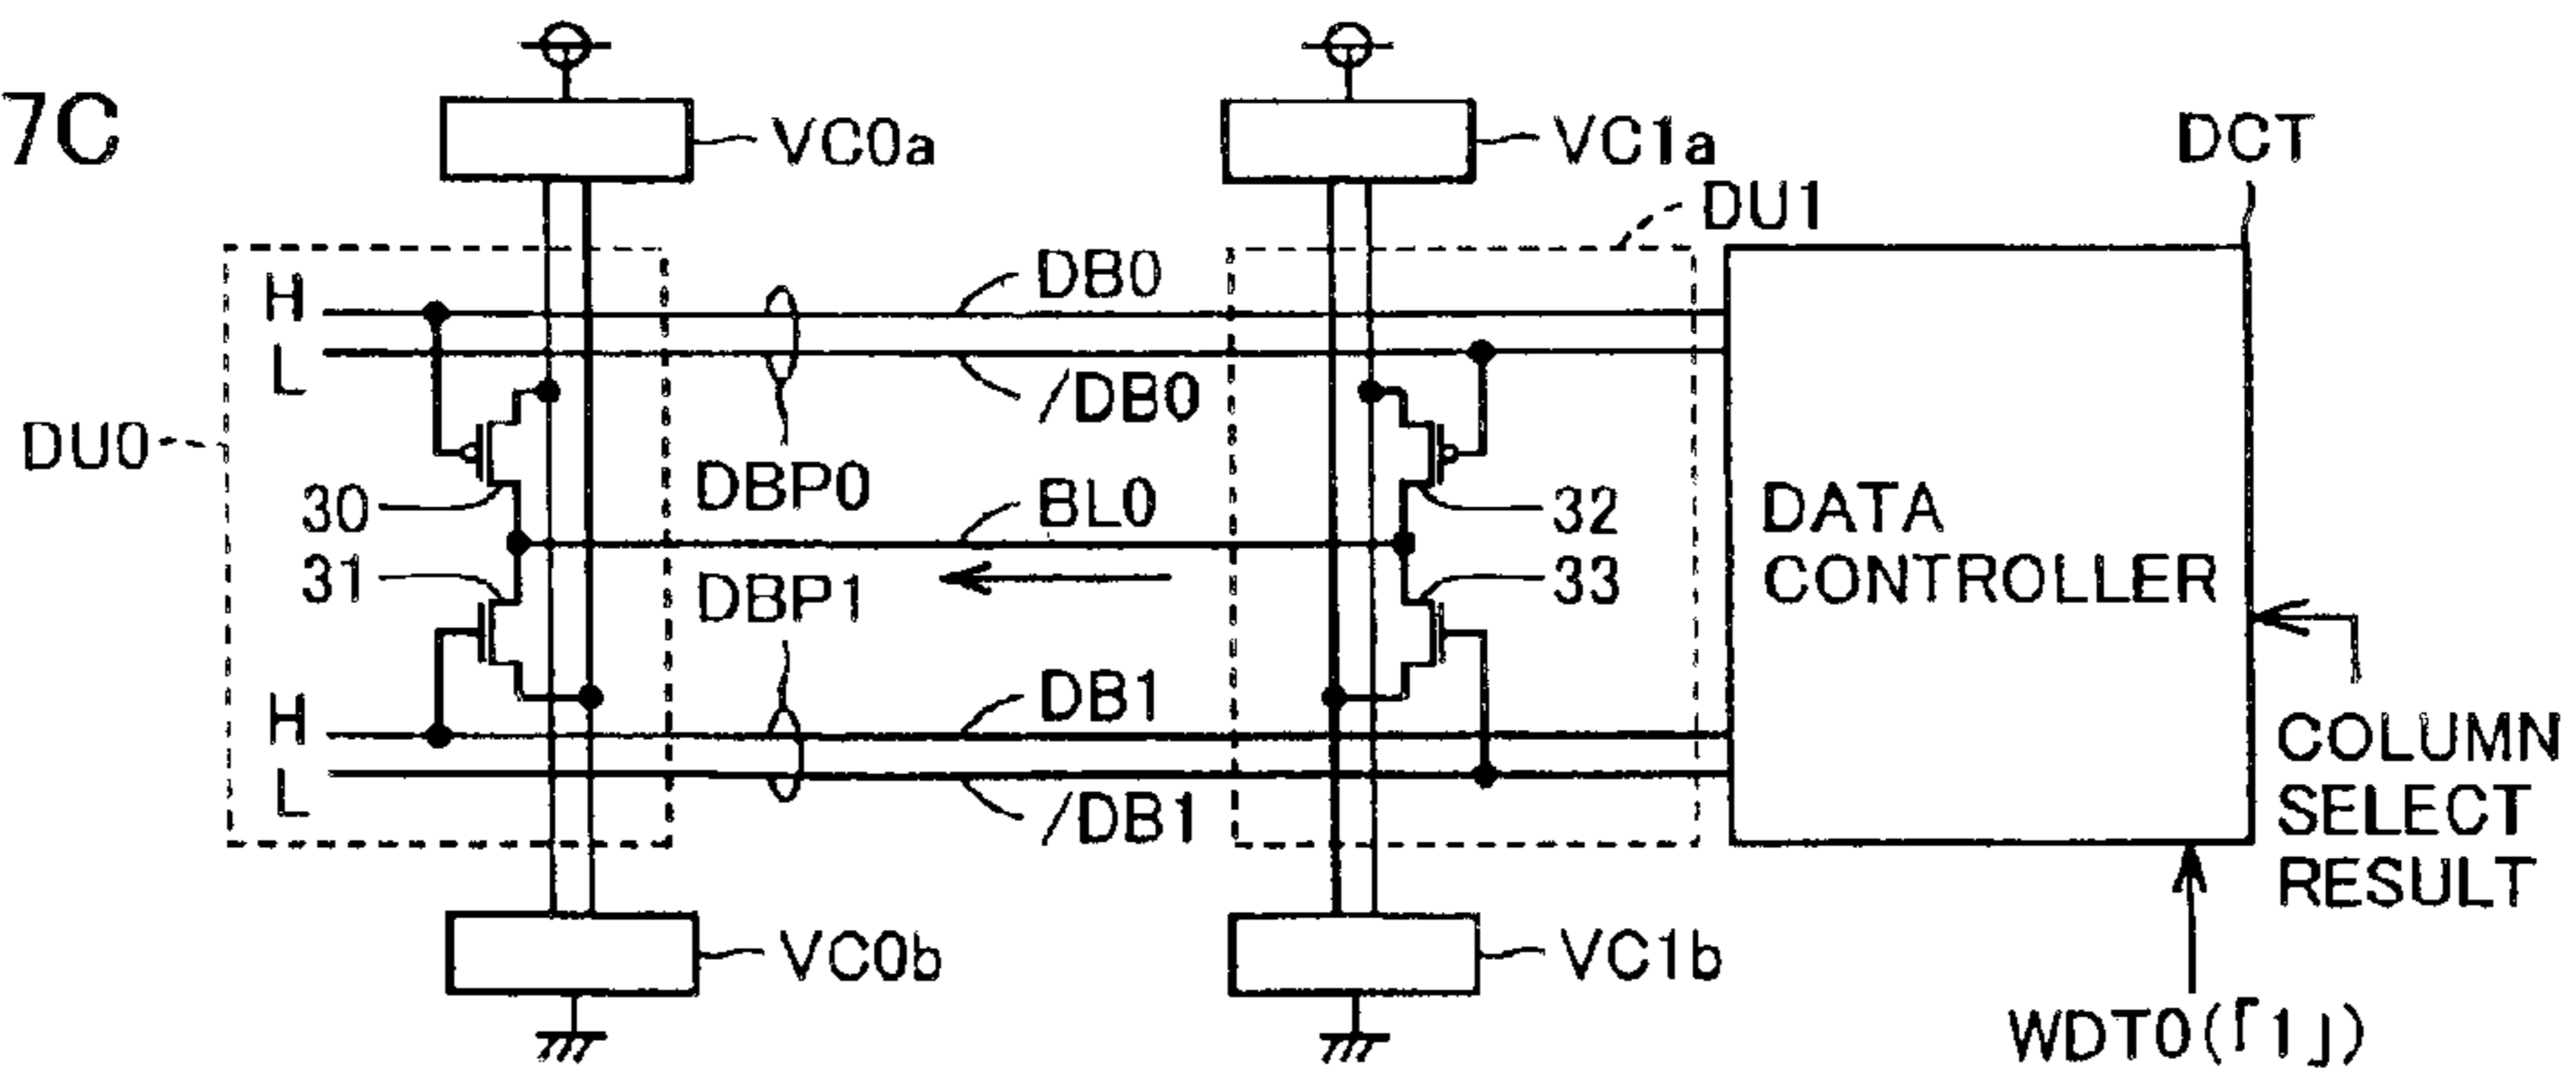 7C
VC0a
VC1a
DCT
DU1
H
DB0
L
/DB0
DU0
DBP0
30
BL0
32
DATA
CONTROLLER
31
DBP1
33
H
DB1
L
/DB1
COLUMN
SELECT
RESULT
VC0b
VC1b
WDT0(「1」)